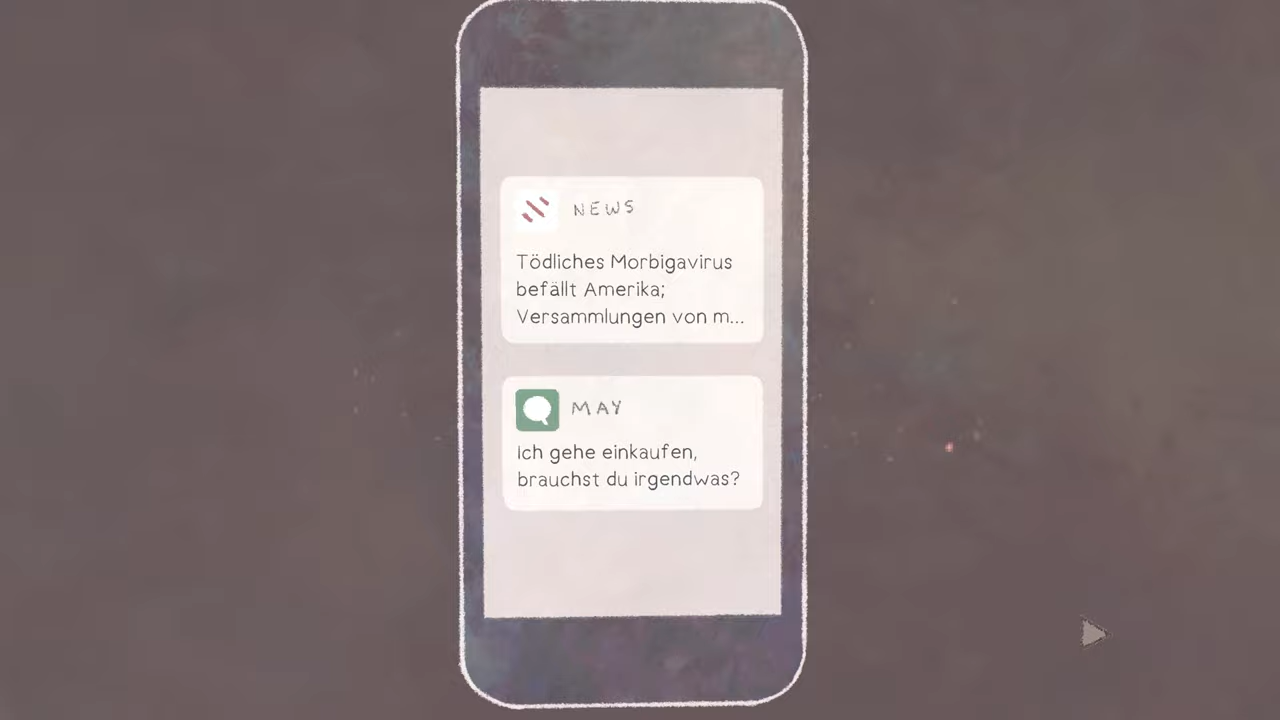 NEWS
Tödliches Morbigavirus
befällt Amerika;
Versammlungen von m...
MAY
Ich gehe einkaufen,
brauchst du irgendwas?